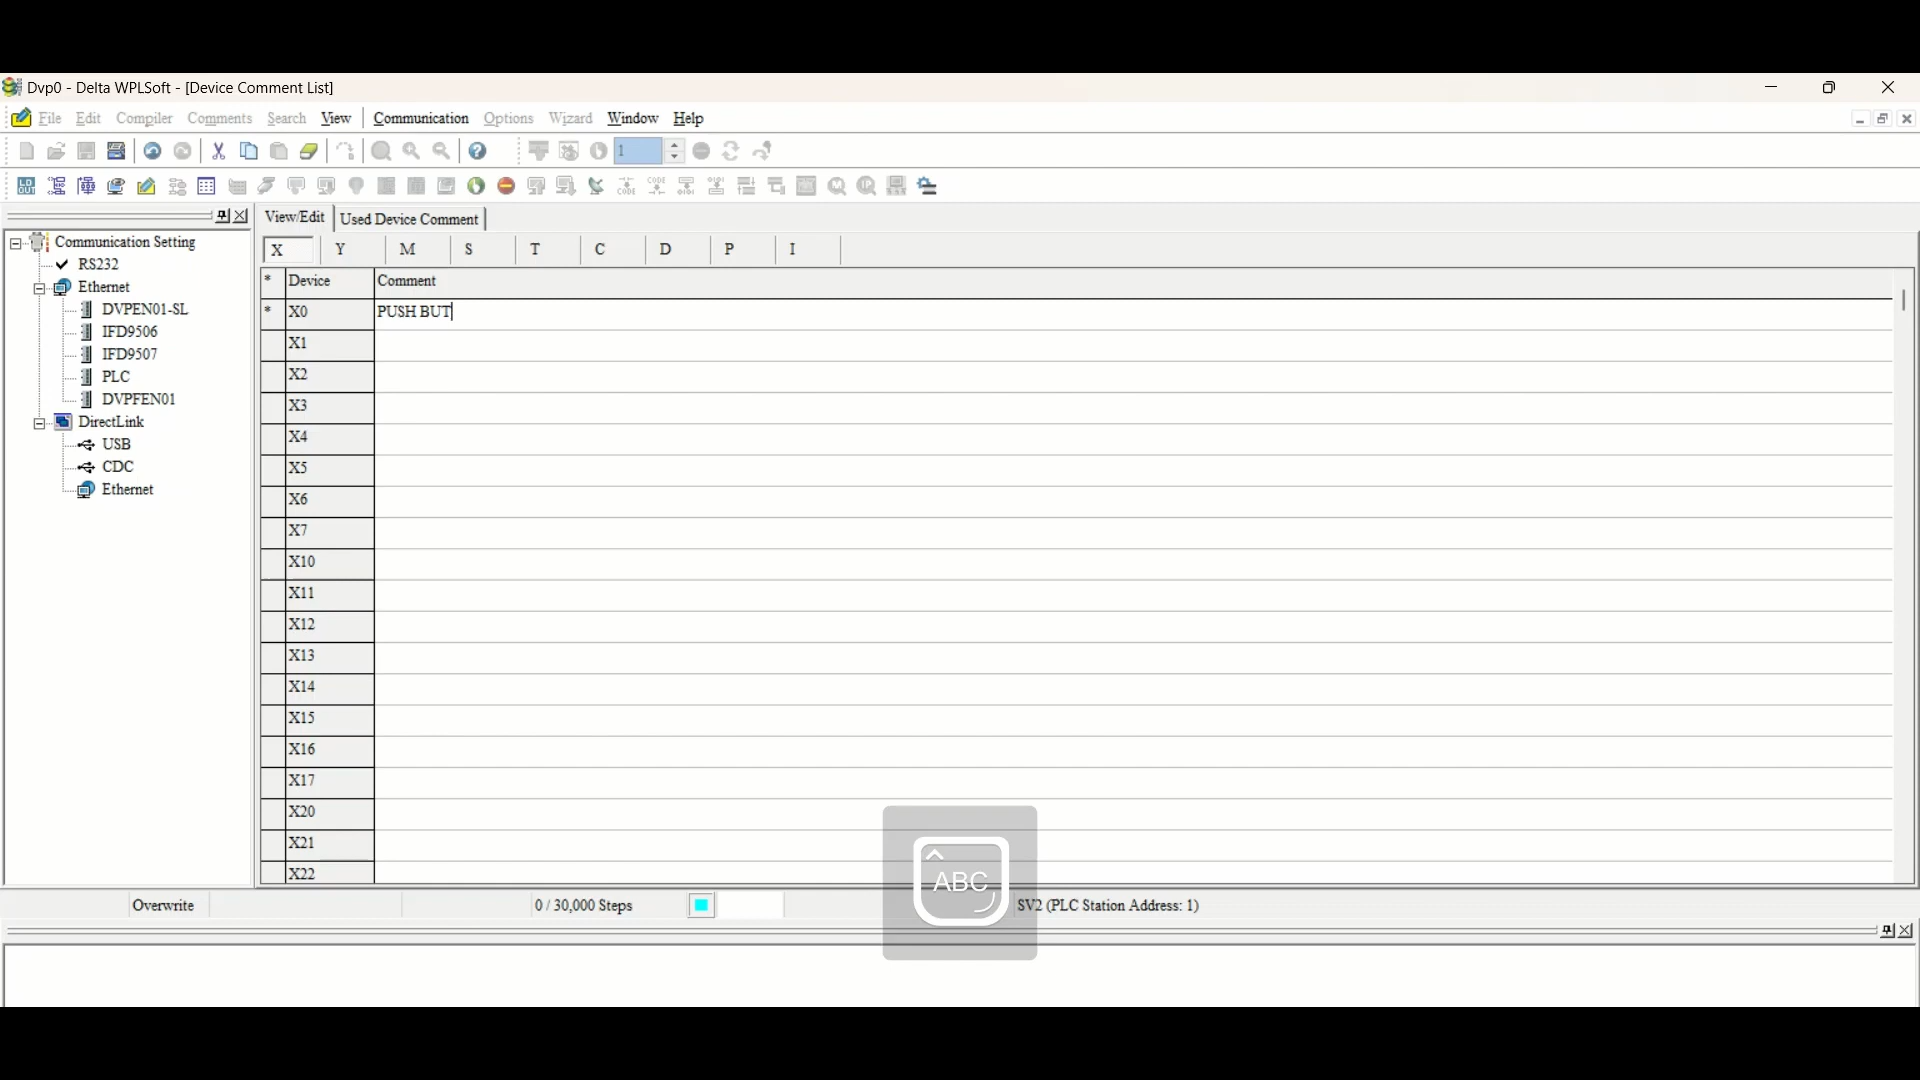 Dvp0 - Delta WPLSoft - [Device Comment List]
File Edit Compiler Comments Search View Communication Options Wizard Window Help
1
View/Edit Used Device Comment
Communication Setting
RS232
Ethernet
DVPEN01-SL
IFD9506
IFD9507
PLC
DVPFEN01
DirectLink
USB
CDC
Ethernet
X Y M S T C D P I
* Device Comment
* X0 PUSH BUT
X1
X2
X3
X4
X5
X6
X7
X10
X11
X12
X13
X14
X15
X16
X17
X20
X21
X22
ABC
Overwrite 0 / 30,000 Steps SV2 (PLC Station Address: 1)